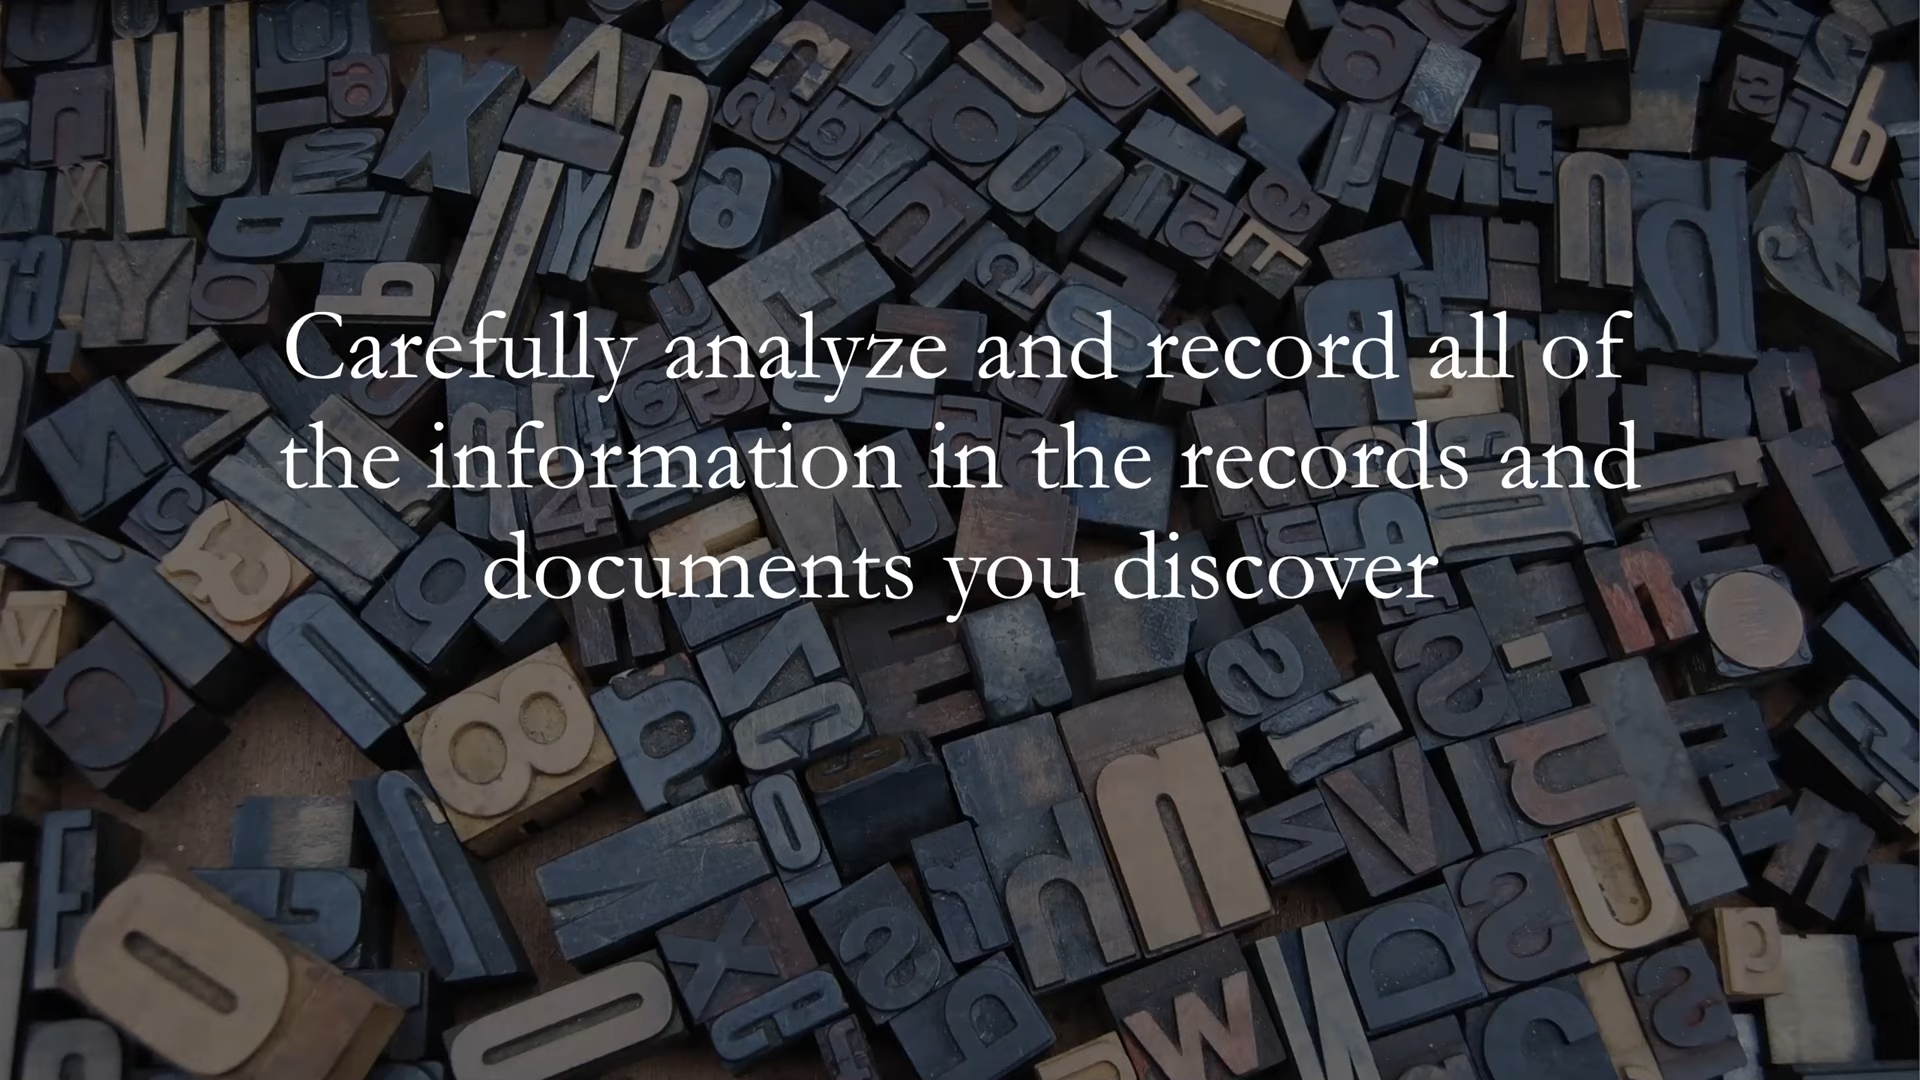 Carefully analyze and record all of
the information in the records and
documents you discover